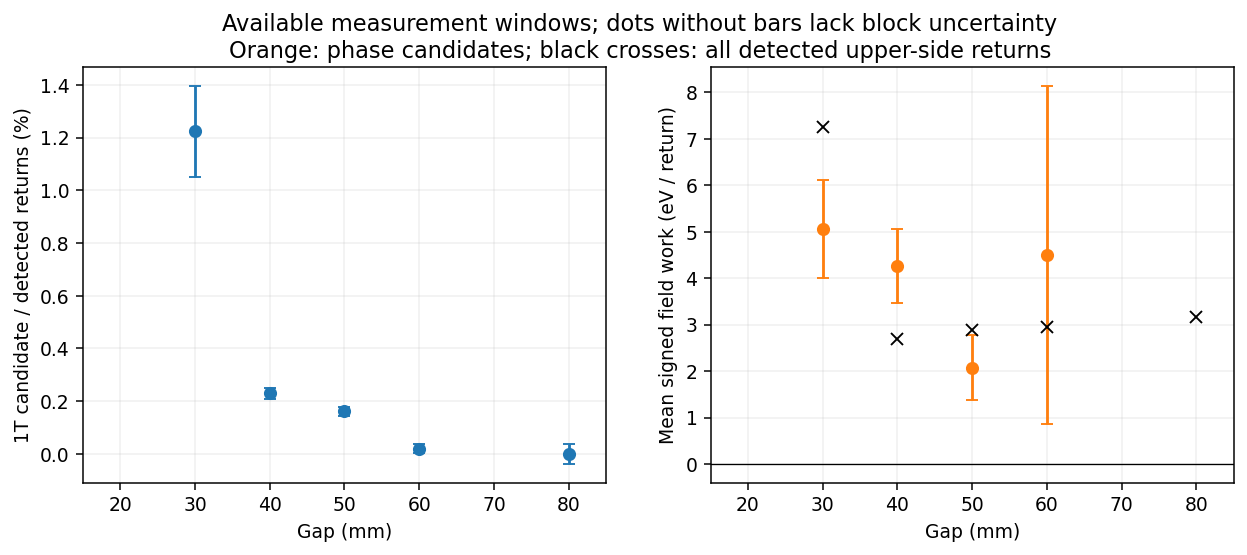 Available measurement windows; dots without bars lack block uncertainty
Orange: phase candidates; black crosses: all detected upper-side returns
1T candidate / detected returns (%)
1.4
1.2
1.0
0.8
0.6
0.4
0.2
0.0
20 30 40 50 60 70 80
Gap (mm)
Mean signed field work (eV / return)
8
7
6
5
4
3
2
1
0
20 30 40 50 60 70 80
Gap (mm)